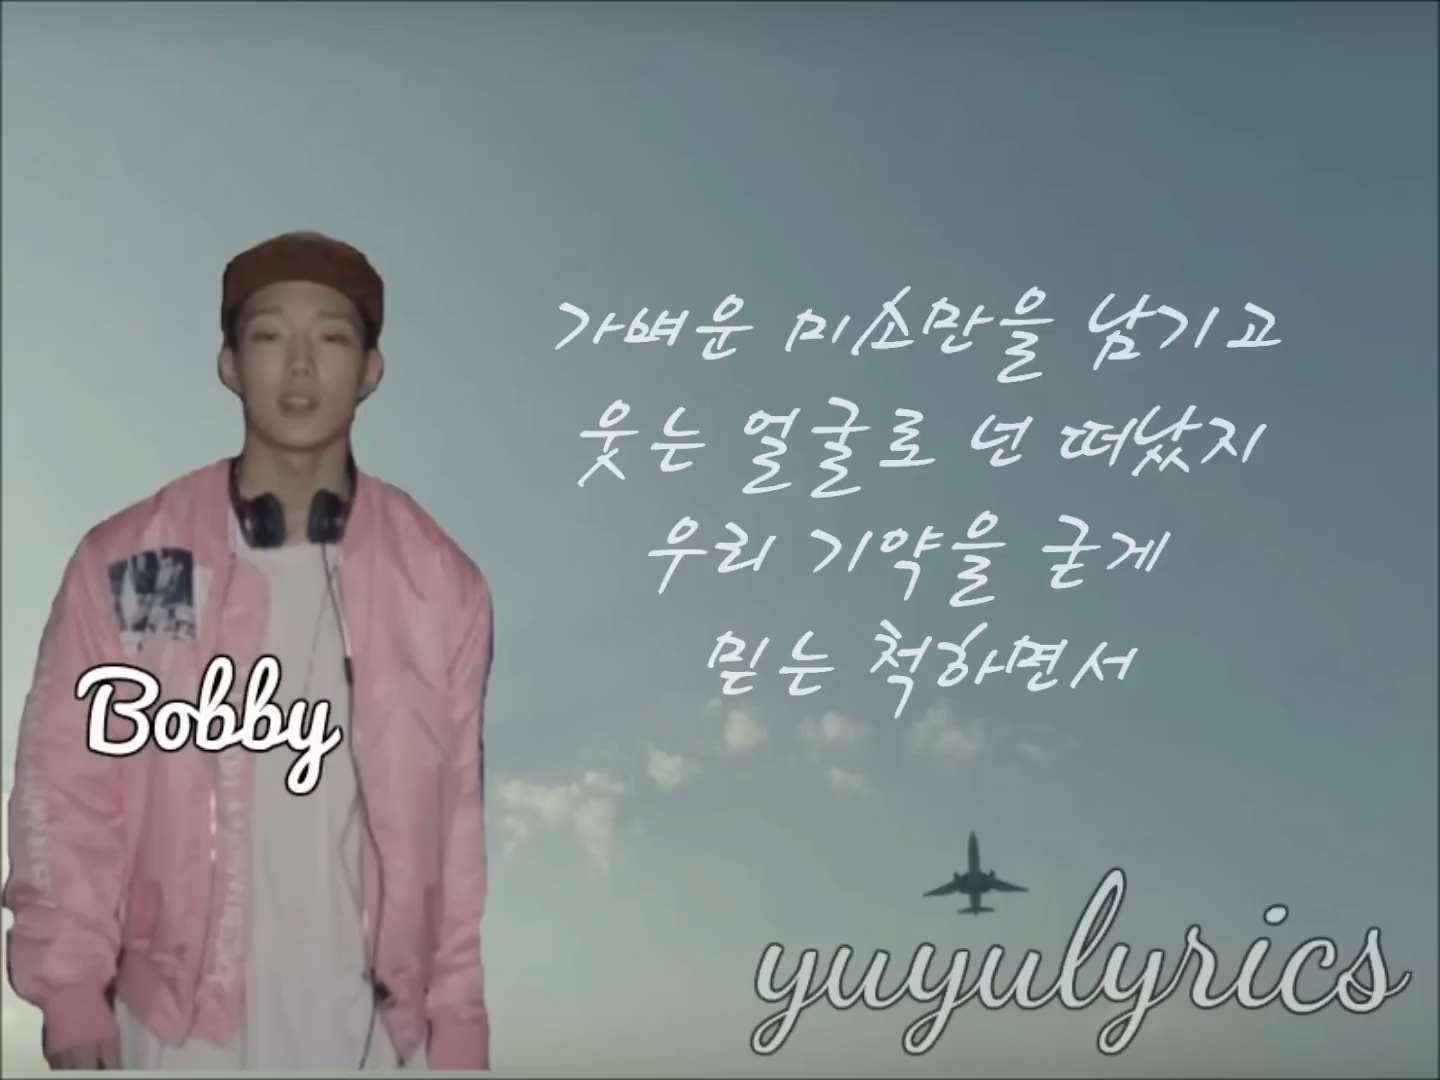 가벼운 미소만을 남기고
웃는 얼굴로 넌 떠났지
우리 기약을 굳게
믿는 척하면서
Bobby
yuyulyrics